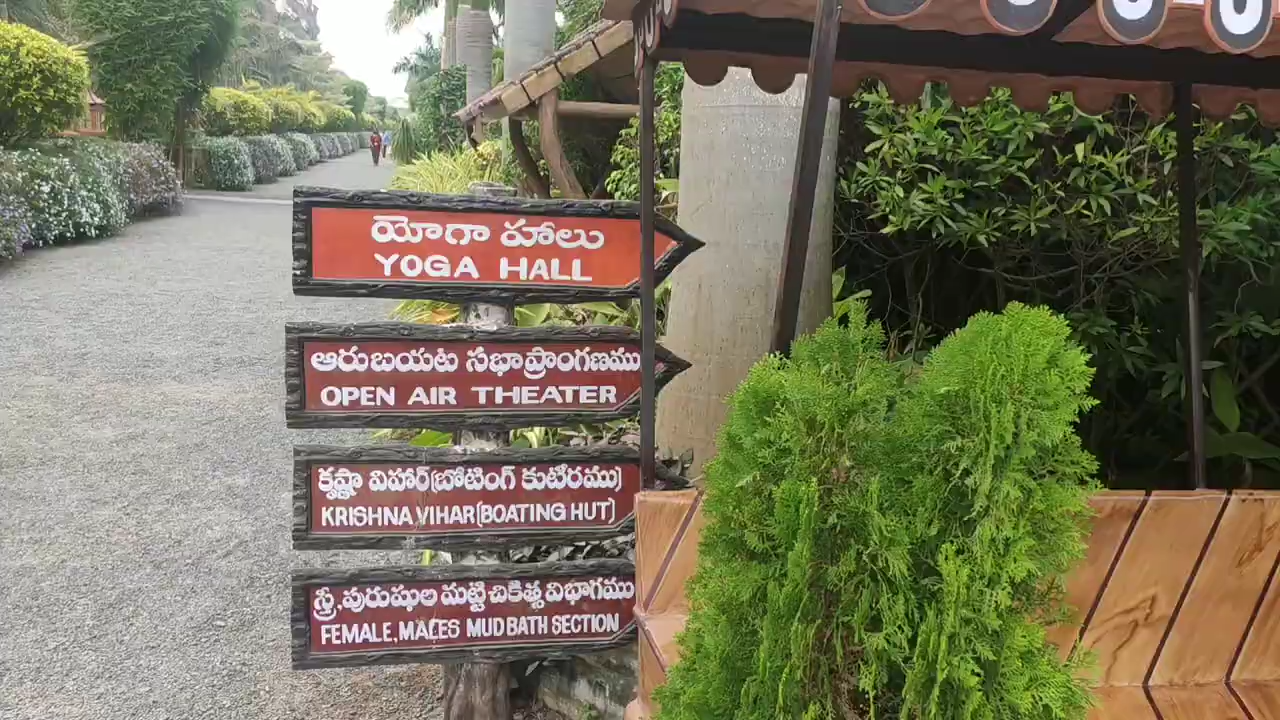 యోగా హాలు
YOGA HALL
ఆరుబయట సభాప్రాంగణము
OPEN AIR THEATER
కృష్ణా విహార్(బోటింగ్ కుటీరము)
KRISHNA VIHAR(BOATING HUT)
స్త్రీ,పురుషుల మట్టి చికిత్స విభాగము
FEMALE,MALES MUD BATH SECTION